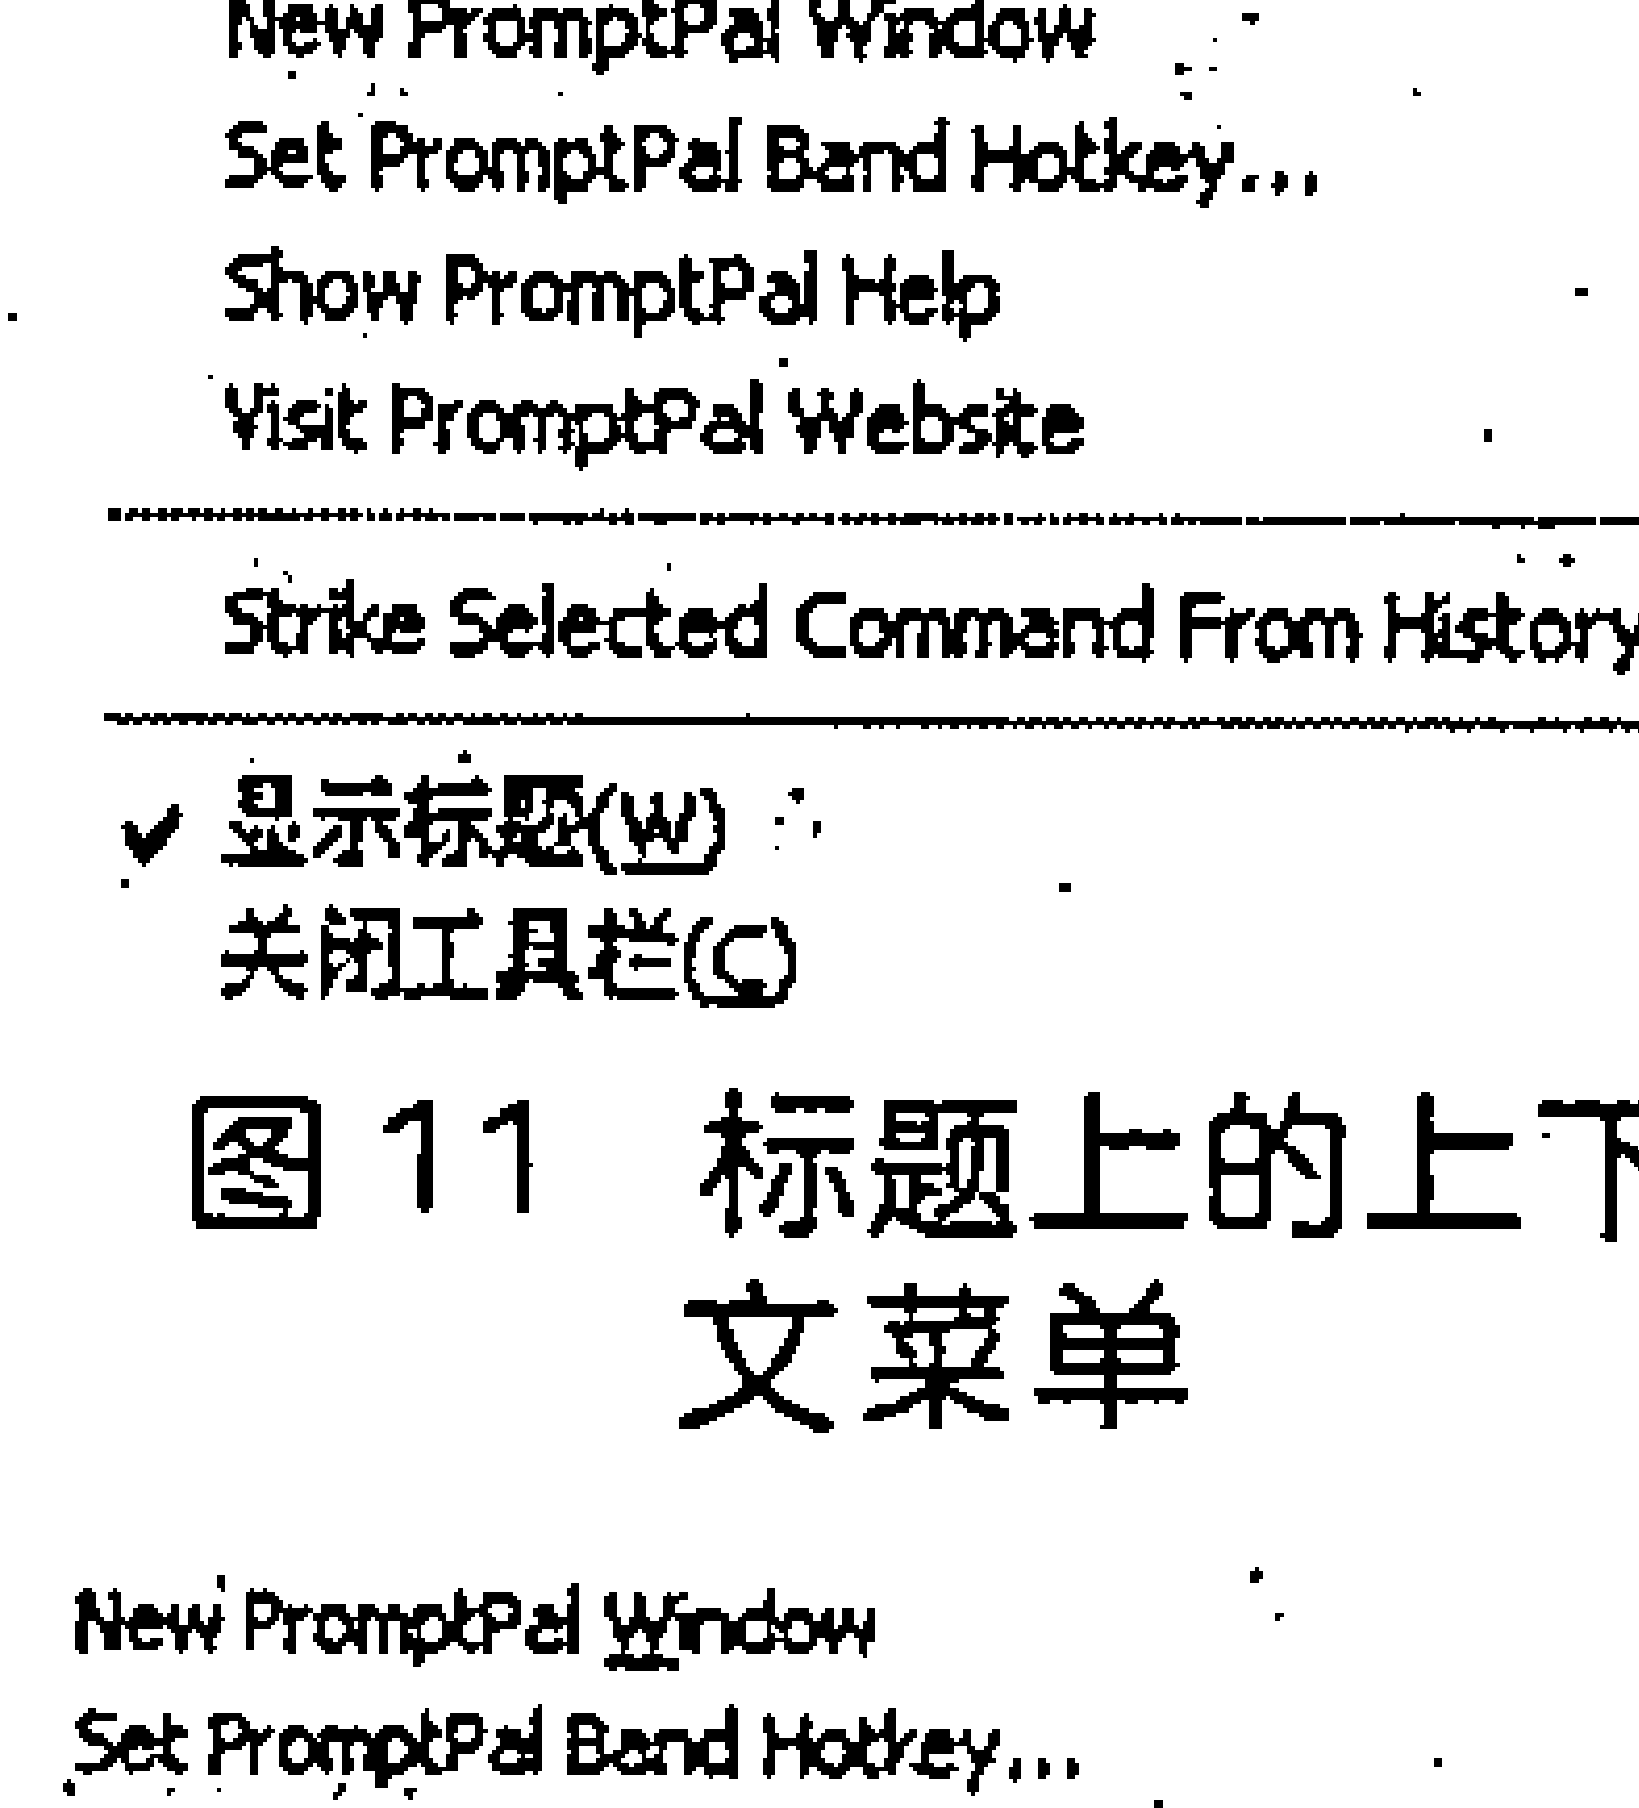 New PromptPal Window
Set PromptPal Band Hotkey...
Show PromptPal Help
Visit PromptPal Website
Strike Selected Command From History
显示标题(W)
关闭工具栏(C)
图 11 标题上的上下
文菜单
New PromptPal Window
Set PromptPal Band Hotkey...